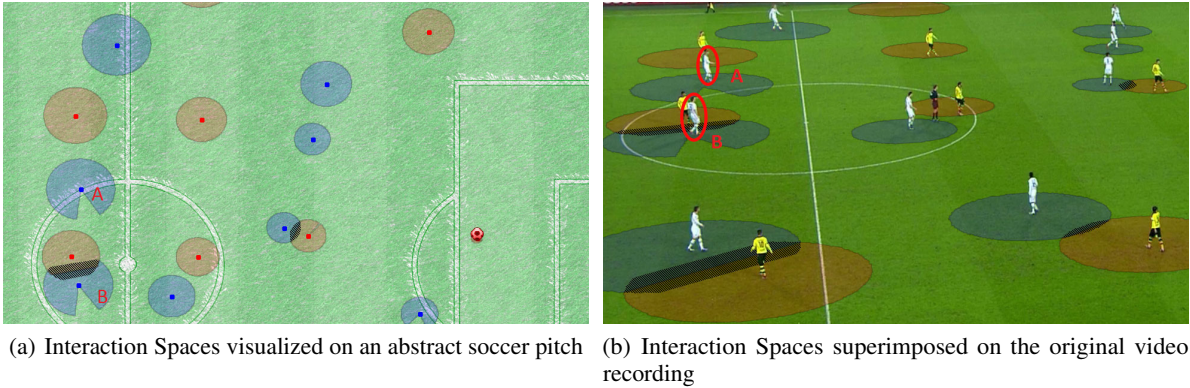 A
B
A
B
(a) Interaction Spaces visualized on an abstract soccer pitch
(b) Interaction Spaces superimposed on the original video
recording